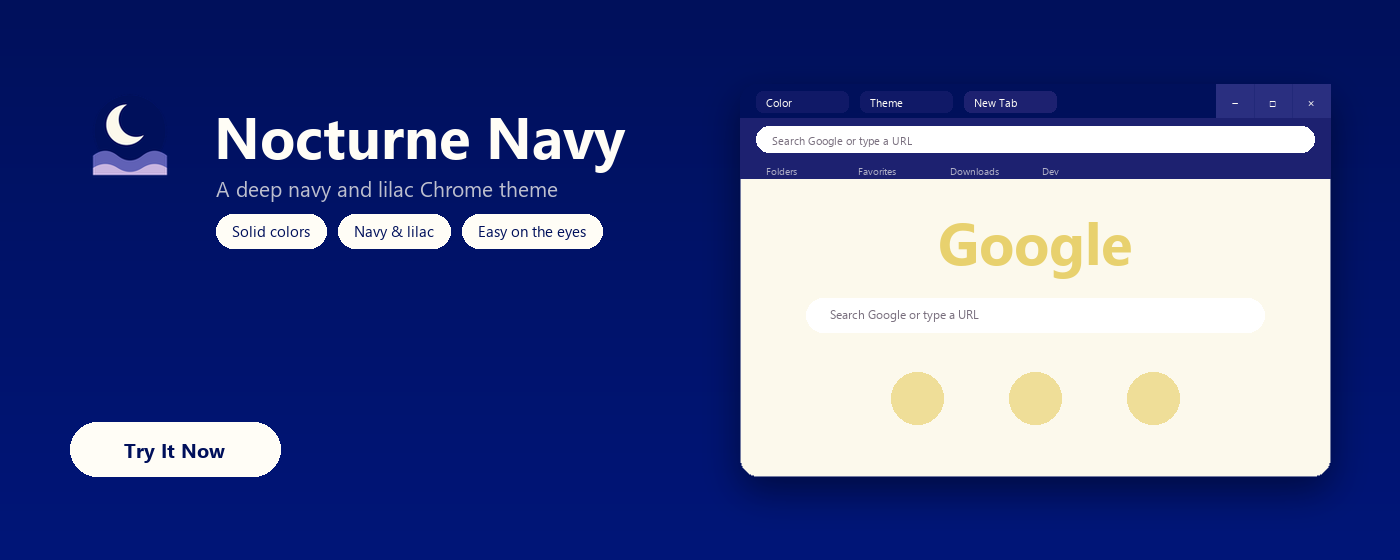 Nocturne Navy
A deep navy and lilac Chrome theme
Solid colors
Navy & lilac
Easy on the eyes
Try It Now
Color
Theme
New Tab
Search Google or type a URL
Folders
Favorites
Downloads
Dev
Google
Search Google or type a URL